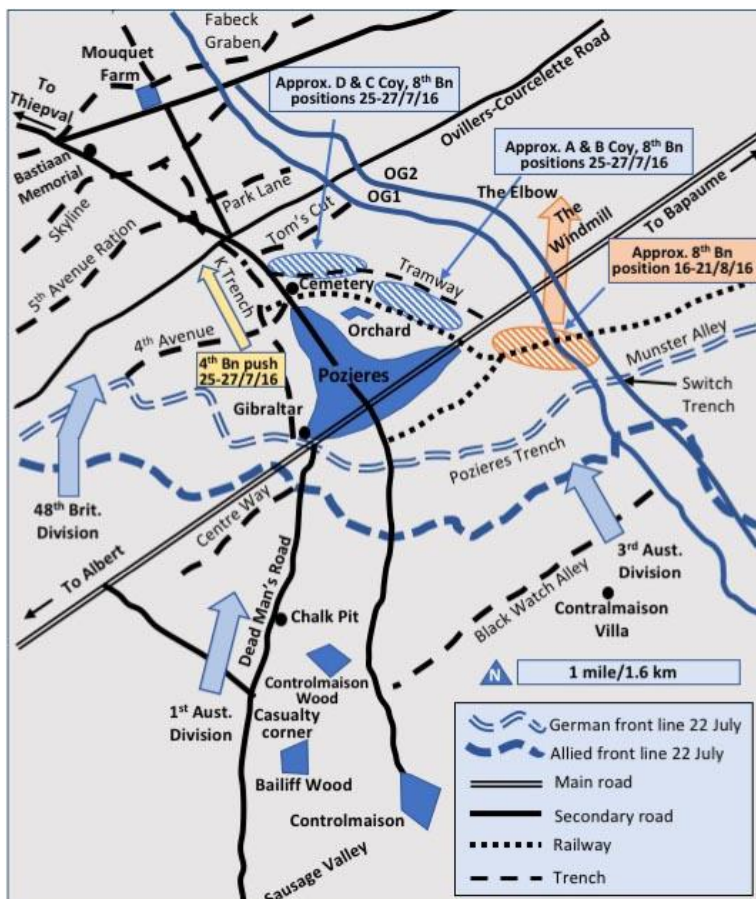 Fabeck
Graben
Mouquet
Farm
To
Thiepval
Approx. D & C Coy, 8th Bn
positions 25-27/7/16
Ovillers-Courcelette Road
Approx. A & B Coy, 8th Bn
positions 25-27/7/16
Bastiaan
Memorial
Skyline
Park Lane
OG2
OG1
The Elbow
The
Windmill
To Bapaume
Tom's Cut
5th Avenue Ration
K Trench
Cemetery
Tramway
Approx. 8th Bn
position 16-21/8/16
4th Avenue
Orchard
4th Bn push
25-27/7/16
Pozieres
Munster Alley
Switch
Trench
Gibraltar
Pozieres Trench
48th Brit.
Division
Centre Way
3rd Aust.
Division
To Albert
Dead Man's Road
Black Watch Alley
Contralmaison
Villa
Chalk Pit
1st Aust.
Division
Controlmaison
Wood
Casualty
corner
Bailiff Wood
Controlmaison
Sausage Valley
N
1 mile/1.6 km
German front line 22 July
Allied front line 22 July
Main road
Secondary road
Railway
Trench